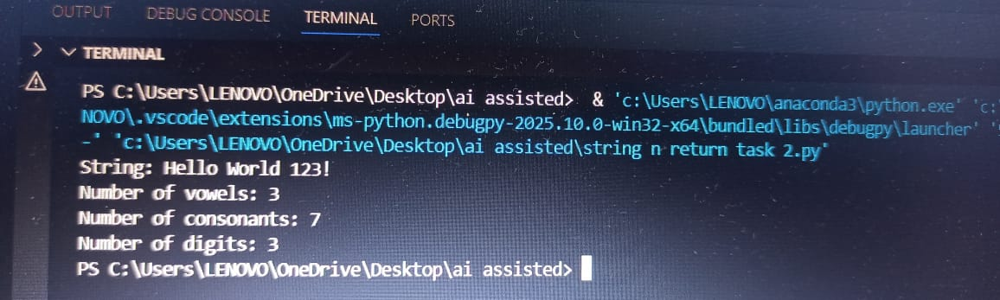 OUTPUT DEBUG CONSOLE TERMINAL PORTS
TERMINAL
PS C:\Users\LENOVO\OneDrive\Desktop\ai assisted> & 'c:\Users\LENOVO\anaconda3\python.exe' 'c:
NOVO\.vscode\extensions\ms-python.debugpy-2025.10.0-win32-x64\bundled\libs\debugpy\launcher'
-' 'c:\Users\LENOVO\OneDrive\Desktop\ai assisted\string n return task 2.py'
String: Hello World 123!
Number of vowels: 3
Number of consonants: 7
Number of digits: 3
PS C:\Users\LENOVO\OneDrive\Desktop\ai assisted>